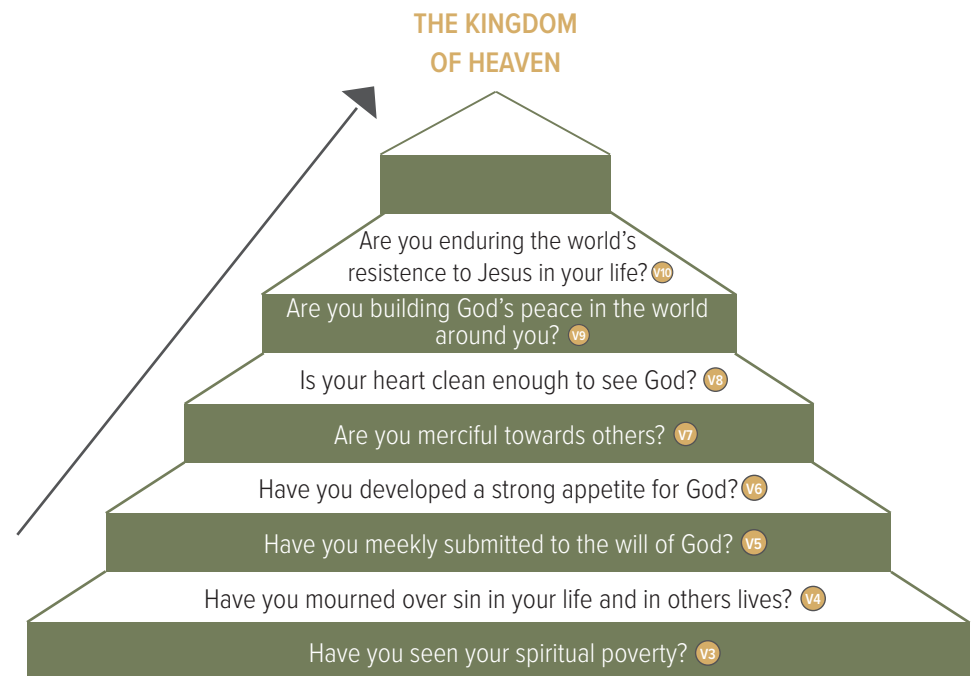 THE KINGDOM
OF HEAVEN
Are you enduring the world's
resistence to Jesus in your life? V10
Are you building God's peace in the world
around you? V9
Is your heart clean enough to see God? V8
Are you merciful towards others? V7
Have you developed a strong appetite for God? V6
Have you meekly submitted to the will of God? V5
Have you mourned over sin in your life and in others lives? V4
Have you seen your spiritual poverty? V3